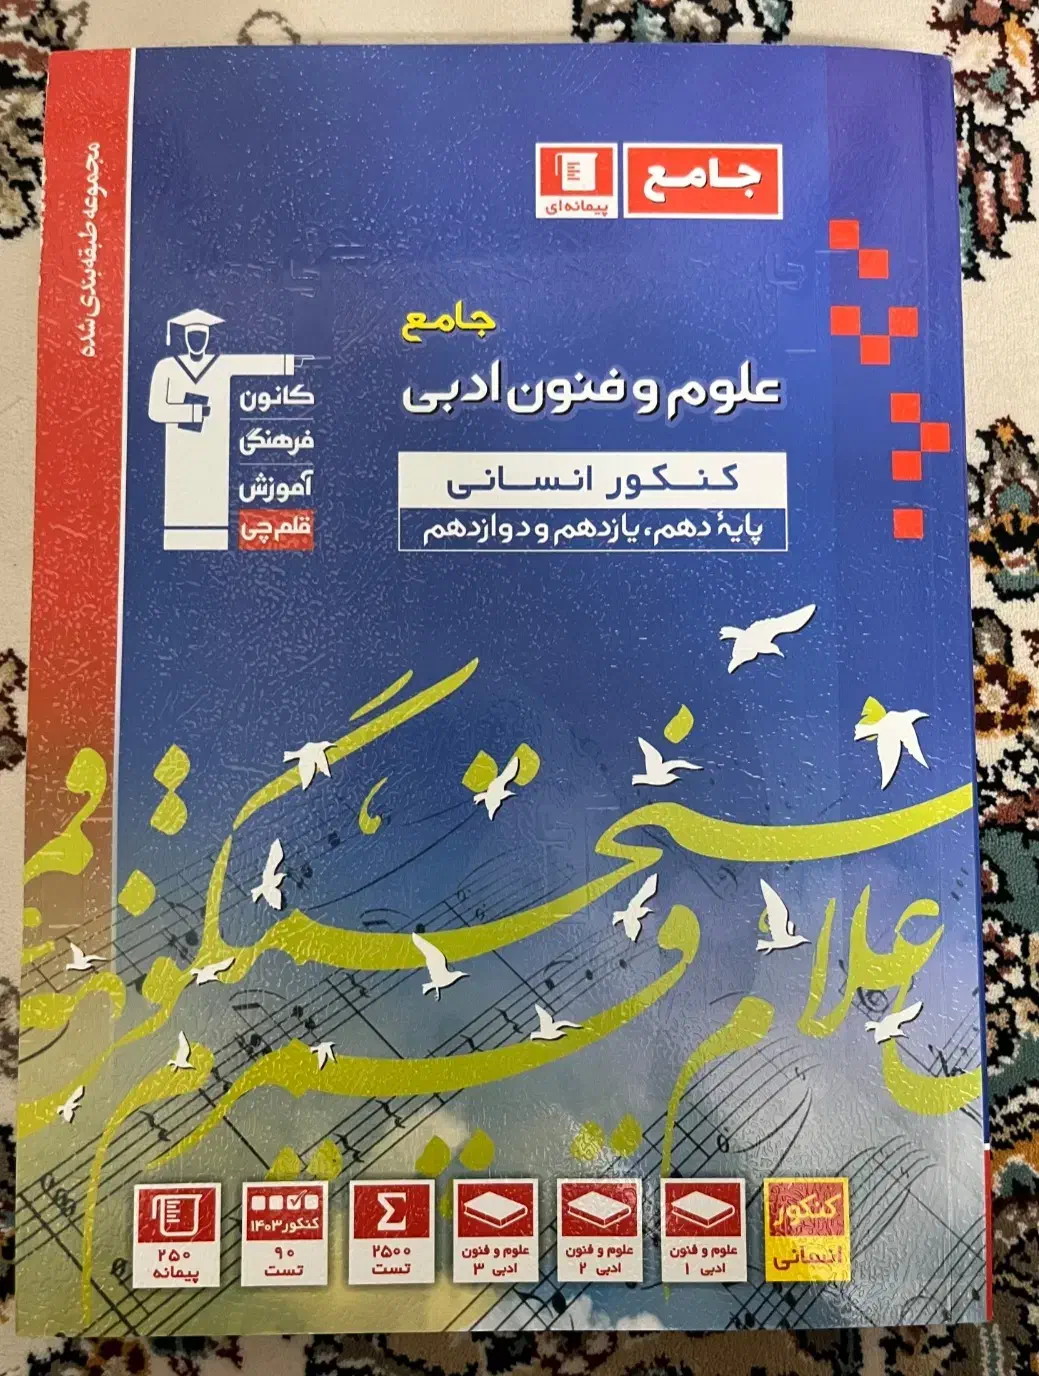 مجموعه طبقه‌بندی شده
جامع
پیمانه‌ای
جامع
علوم و فنون ادبی
کنکور انسانی
پایۀ دهم، یازدهم و دوازدهم
کانون
فرهنگی
آموزش
قلم‌چی
کنکور
انسانی
علوم و فنون
ادبی ۱
علوم و فنون
ادبی ۲
علوم و فنون
ادبی ۳
Σ
۲۵۰۰
تست
کنکور ۱۴۰۳
۹۰
تست
۲۵۰
پیمانه